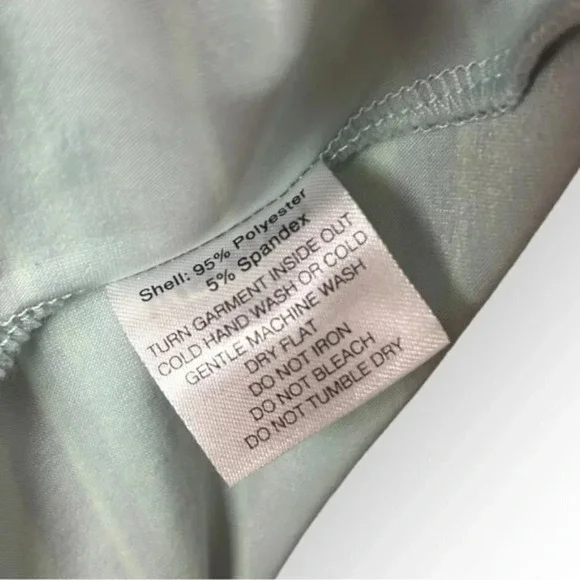 Shell: 95% Polyester
5% Spandex
TURN GARMENT INSIDE OUT
COLD HAND WASH OR COLD
GENTLE MACHINE WASH
DRY FLAT
DO NOT IRON
DO NOT BLEACH
DO NOT TUMBLE DRY